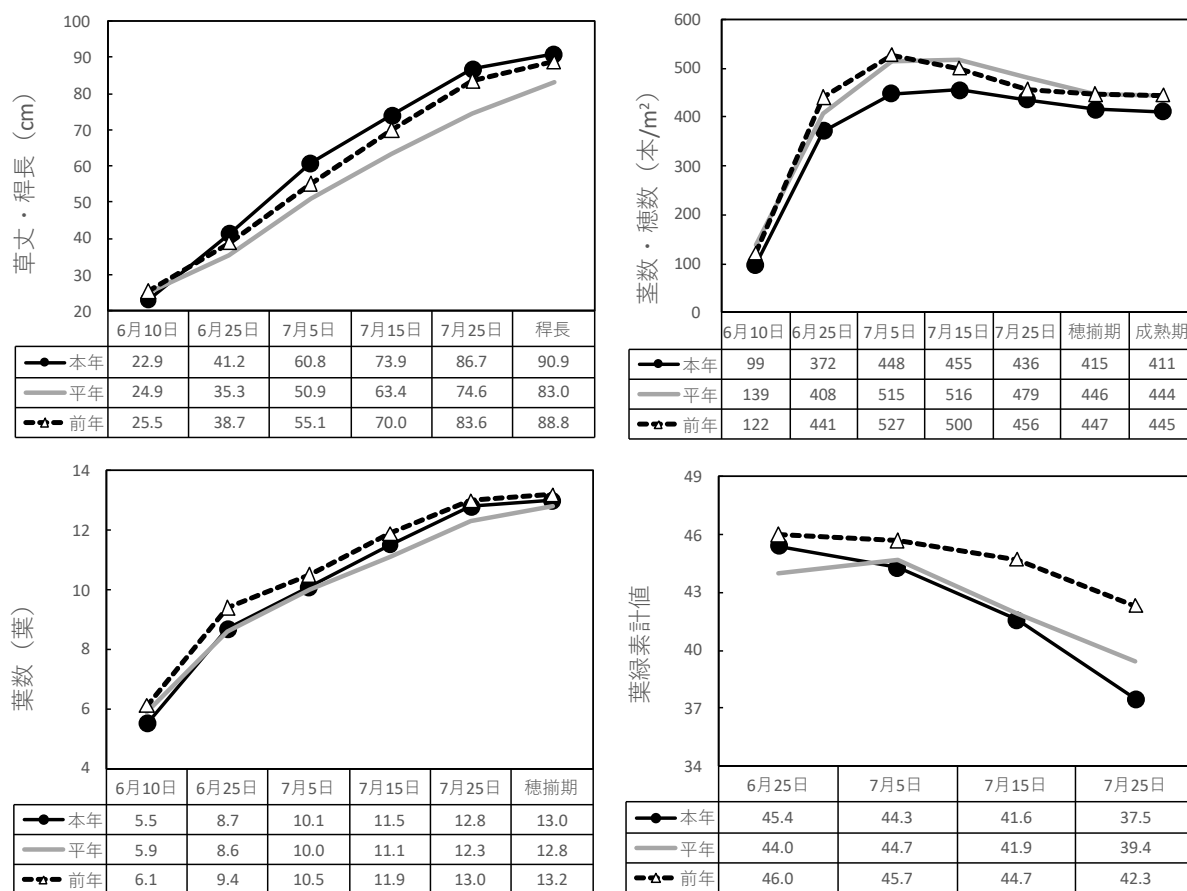 草丈・稈長（cm）
100
90
80
70
60
50
40
30
20
6月10日 6月25日 7月5日 7月15日 7月25日 稈長
本年 22.9 41.2 60.8 73.9 86.7 90.9
平年 24.9 35.3 50.9 63.4 74.6 83.0
前年 25.5 38.7 55.1 70.0 83.6 88.8
茎数・穂数（本/m²）
600
500
400
300
200
100
0
6月10日 6月25日 7月5日 7月15日 7月25日 穂揃期 成熟期
本年 99 372 448 455 436 415 411
平年 139 408 515 516 479 446 444
前年 122 441 527 500 456 447 445
葉数（葉）
14
12
10
8
6
4
6月10日 6月25日 7月5日 7月15日 7月25日 穂揃期
本年 5.5 8.7 10.1 11.5 12.8 13.0
平年 5.9 8.6 10.0 11.1 12.3 12.8
前年 6.1 9.4 10.5 11.9 13.0 13.2
葉緑素計値
49
46
43
40
37
34
6月25日 7月5日 7月15日 7月25日
本年 45.4 44.3 41.6 37.5
平年 44.0 44.7 41.9 39.4
前年 46.0 45.7 44.7 42.3